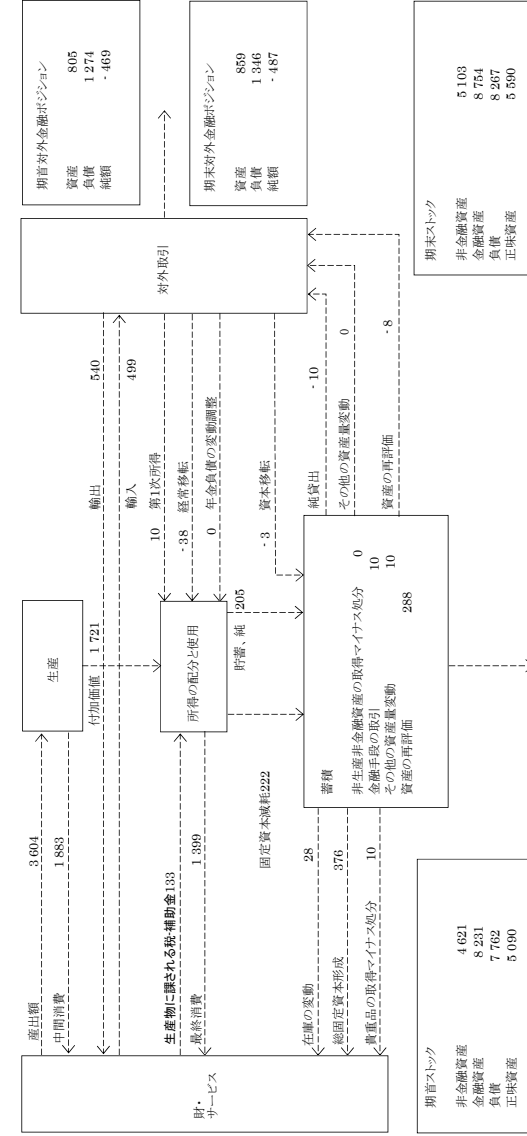 生産
産出額 3 604
中間消費 1 883
付加価値 1 721
輸出 540
輸入 499
対外取引
期首対外金融ポジション
資産 805
負債 1 274
純額 - 469
期末対外金融ポジション
資産 859
負債 1 346
純額 - 487
財・
サービス
生産物に課される税-補助金133
最終消費 1 399
所得の配分と使用
10 第1次所得
- 38 経常移転
0 年金負債の変動調整
- 3 資本移転
貯蓄、純 205
固定資本減耗222
在庫の変動 28
総固定資本形成 376
貴重品の取得マイナス処分 10
蓄積
非生産非金融資産の取得マイナス処分 0
金融手段の取引 10
その他の資産量変動 10
資産の再評価 288
純貸出 - 10
その他の資産量変動 0
資産の再評価 - 8
期首ストック
非金融資産 4 621
金融資産 8 231
負債 7 762
正味資産 5 090
期末ストック
非金融資産 5 103
金融資産 8 754
負債 8 267
正味資産 5 590